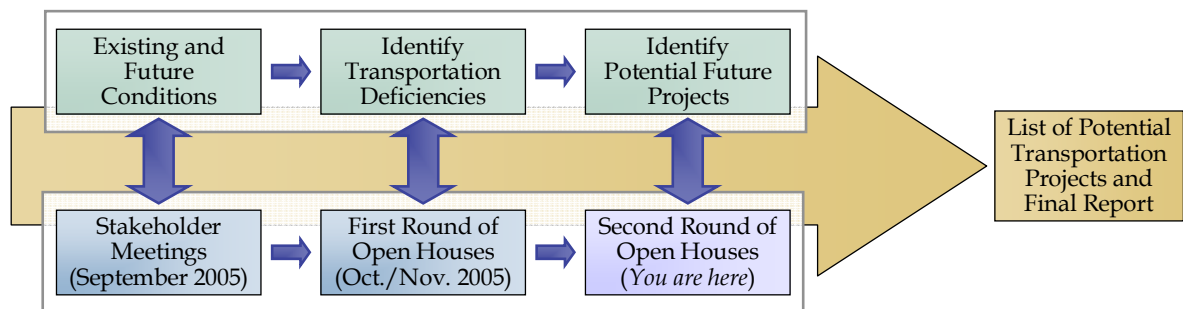 Existing and
Future
Conditions
Identify
Transportation
Deficiencies
Identify
Potential Future
Projects
List of Potential
Transportation
Projects and
Final Report
Stakeholder
Meetings
(September 2005)
First Round of
Open Houses
(Oct./Nov. 2005)
Second Round of
Open Houses
(You are here)